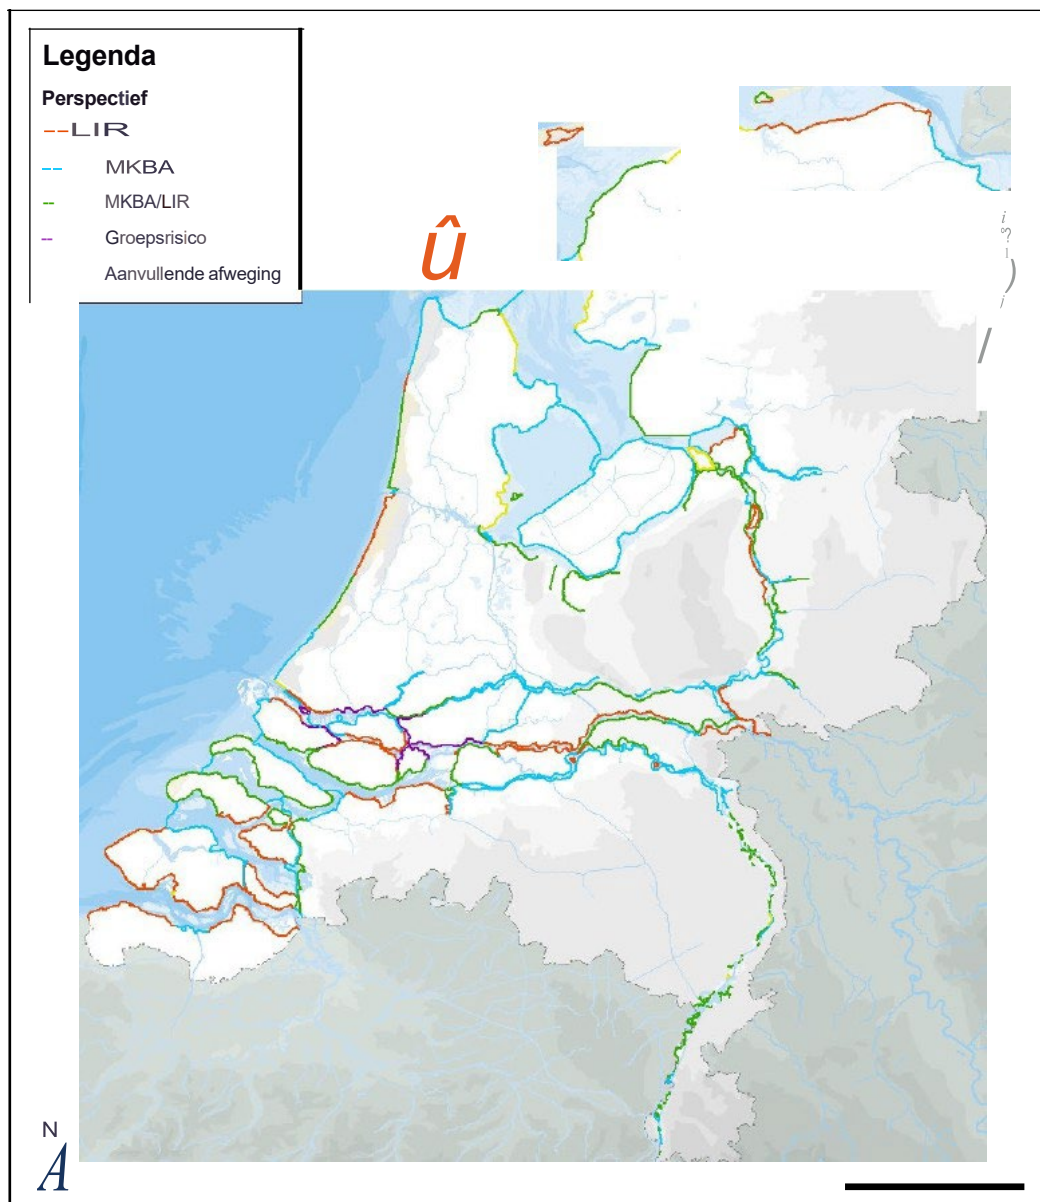 Legenda
Perspectief
LIR
MKBA
MKBA/LIR
Groepsrisico
Aanvullende afweging
û
N
A